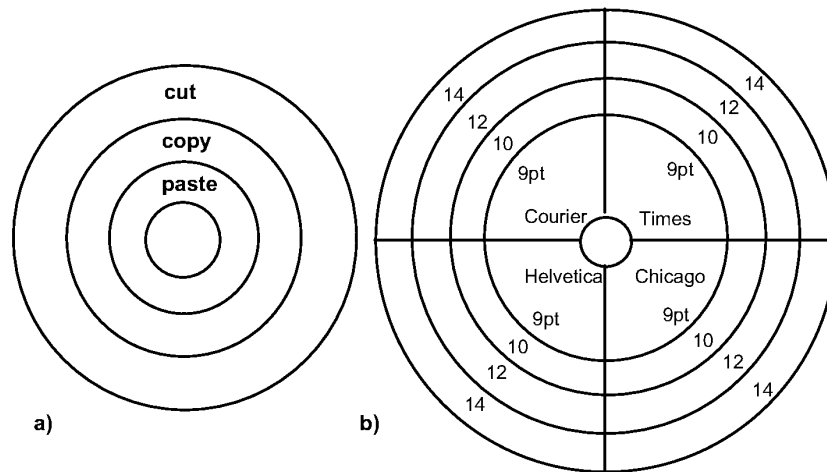 cut
copy
paste
a)
14 14
12 12
10 10
9pt 9pt
Courier Times
Helvetica Chicago
9pt 9pt
10 10
12 12
14 14
b)